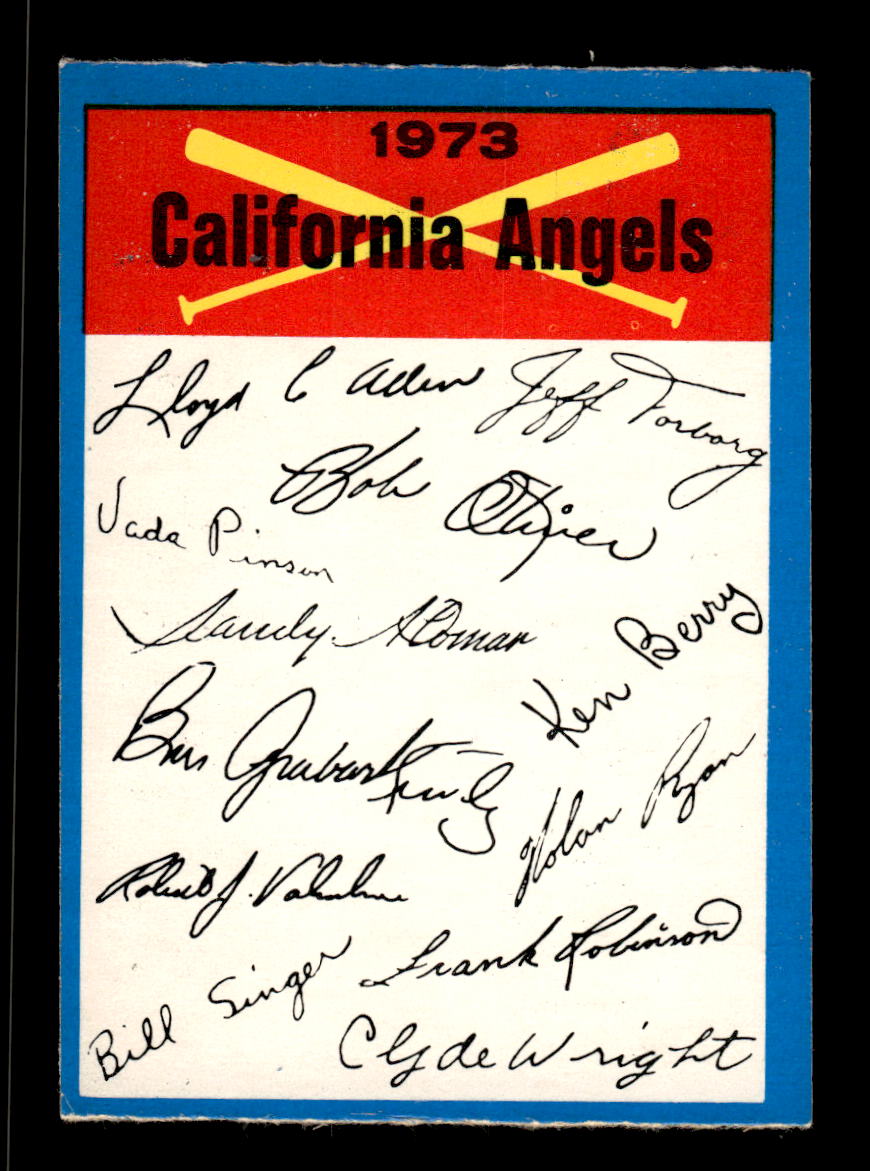 1973
California Angels
Lloyd C Allen Jeff Torborg
Bob Oliver
Vada Pinson
Sandy Alomar
Ken Berry
Nolan Ryan
Robert J. Valentine
Frank Robinson
Bill Singer
Clyde Wright